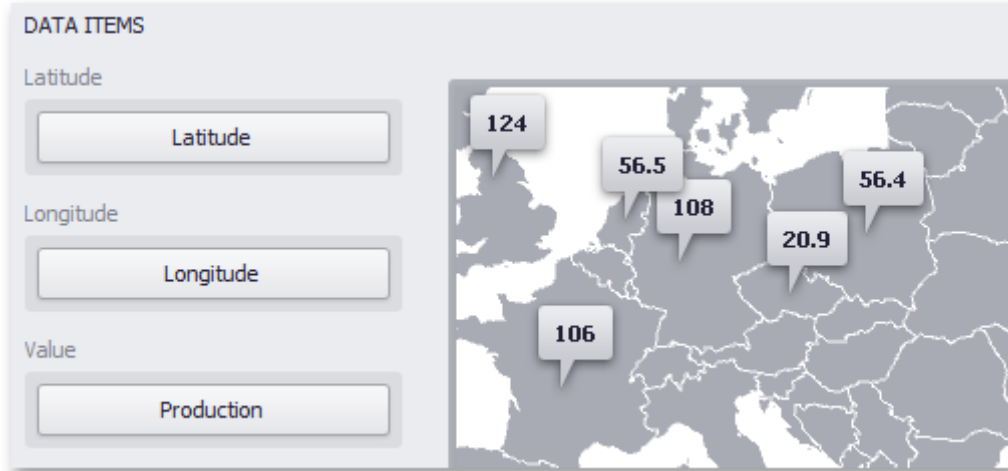 DATA ITEMS
Latitude
Latitude
Longitude
Longitude
Value
Production
124
56.5
108
56.4
20.9
106